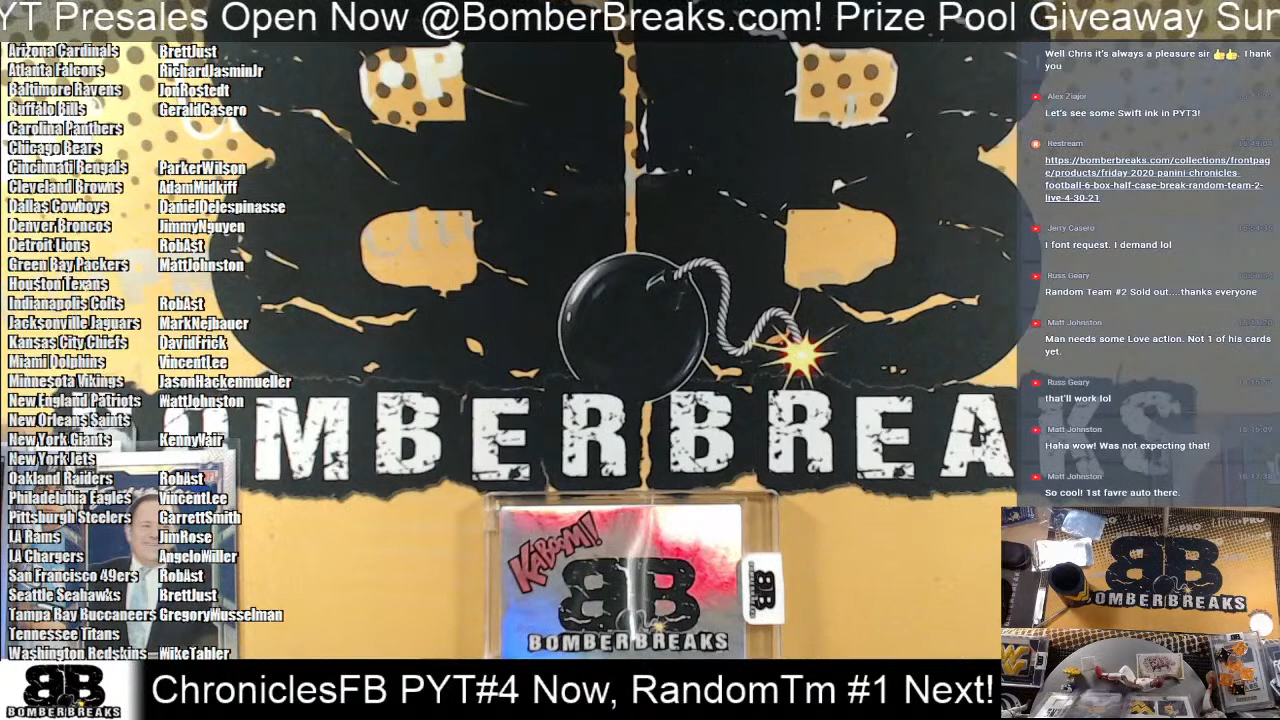 YT Presales Open Now @BomberBreaks.com! Prize Pool Giveaway Sur
Arizona Cardinals BrettJust
Atlanta Falcons RichardJasminJr
Baltimore Ravens JonRostedt
Buffalo Bills GeraldCasero
Carolina Panthers
Chicago Bears
Cincinnati Bengals ParkerWilson
Cleveland Browns AdamMidkiff
Dallas Cowboys DanielDelespinasse
Denver Broncos JimmyNguyen
Detroit Lions RobAst
Green Bay Packers MattJohnston
Houston Texans
Indianapolis Colts RobAst
Jacksonville Jaguars MarkNejbauer
Kansas City Chiefs DavidFrick
Miami Dolphins VincentLee
Minnesota Vikings JasonHackenmueller
New England Patriots MattJohnston
New Orleans Saints
New York Giants KennyVair
New York Jets
Oakland Raiders RobAst
Philadelphia Eagles VincentLee
Pittsburgh Steelers GarrettSmith
LA Rams JimRose
LA Chargers AngeloWiller
San Francisco 49ers RobAst
Seattle Seahawks BrettJust
Tampa Bay Buccaneers GregoryMusselman
Tennessee Titans
Washington Redskins MikeTabler
OMBERBREA
KABOOM!
BB
BOMBERBREAKS
BB
Well Chris it's always a pleasure sir 👍👍. Thank
you
Alex Ziajor
Let's see some Swift ink in PYT3!
Restream
https://bomberbreaks.com/collections/frontpag
e/products/friday-2020-panini-chronicles-
football-6-box-half-case-break-random-team-2-
live-4-30-21
Jerry Casero
I font request. I demand lol
Russ Geary
Random Team #2 Sold out....thanks everyone
Matt Johnston
Man needs some Love action. Not 1 of his cards
yet.
Russ Geary
that'll work lol
Matt Johnston
Haha wow! Was not expecting that!
Matt Johnston
So cool! 1st favre auto there.
BB
BOMBERBREAKS
BB
BOMBERBREAKS
ChroniclesFB PYT#4 Now, RandomTm #1 Next!